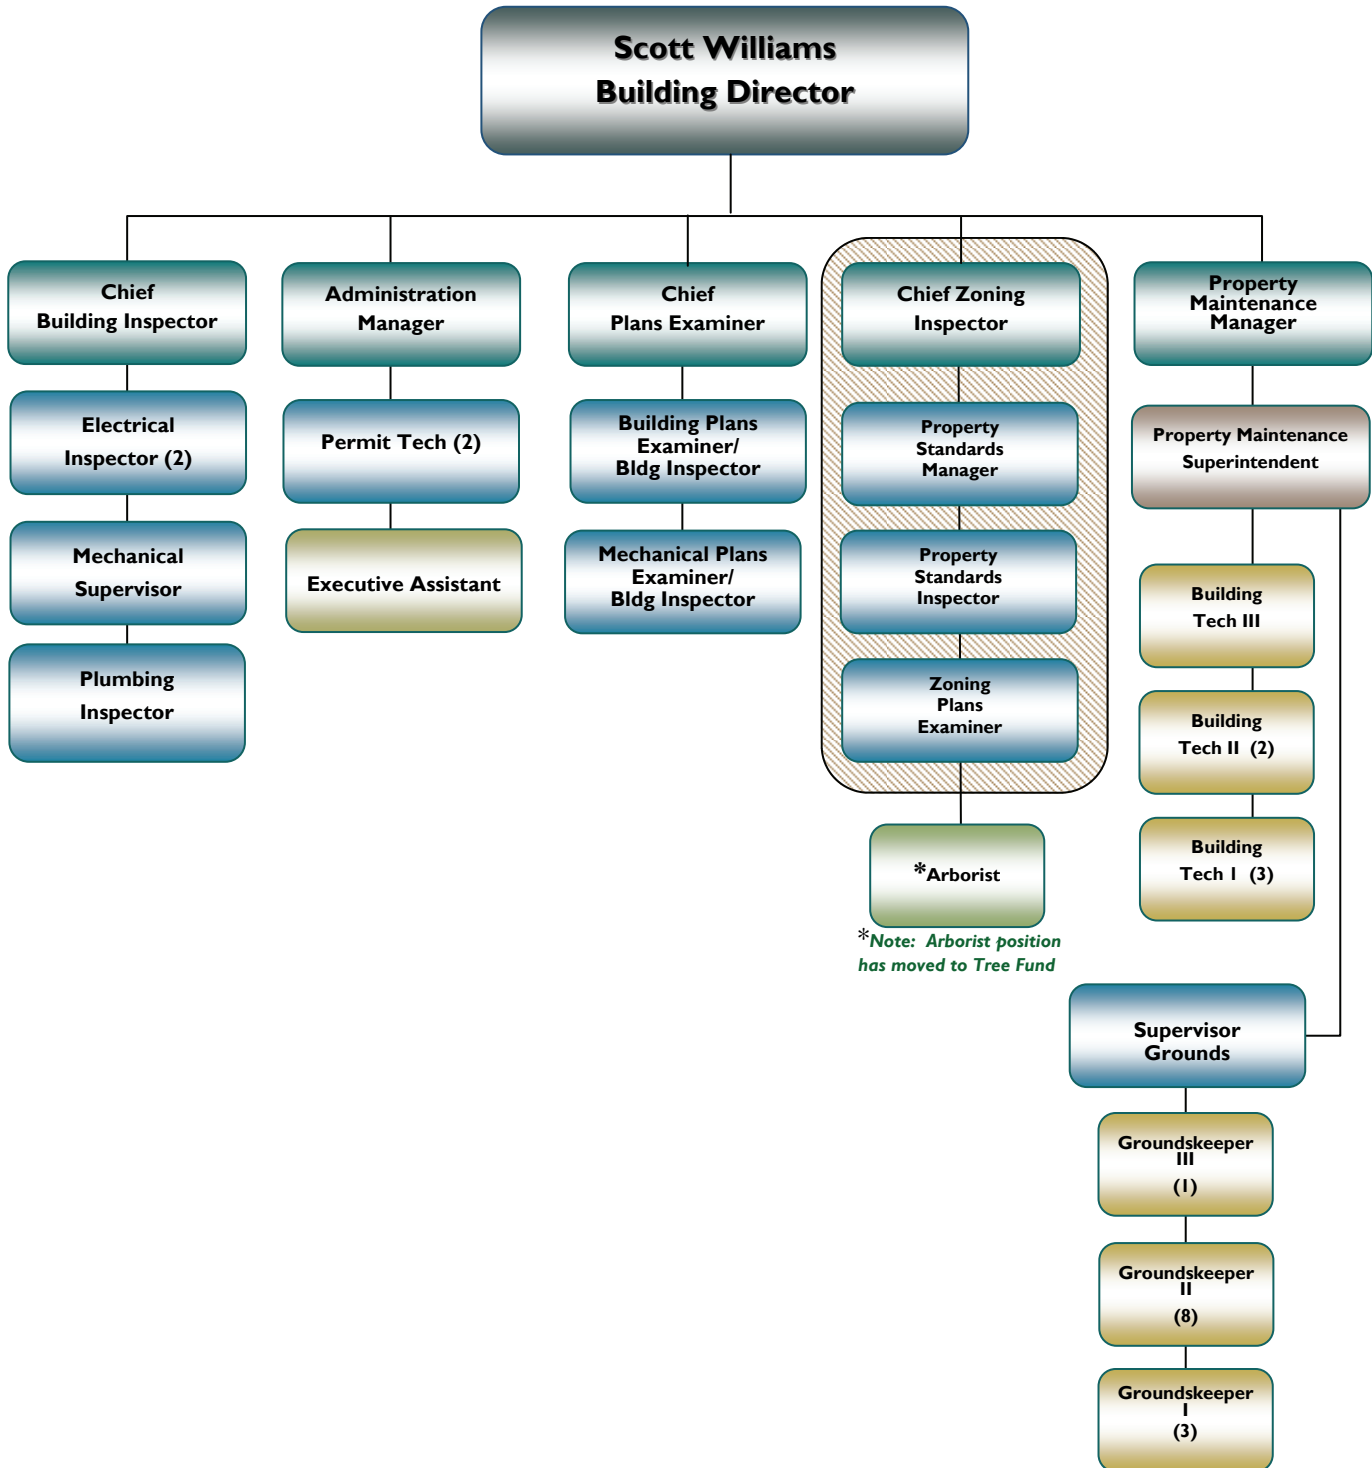 Scott Williams
Building Director
Chief
Building Inspector
Electrical
Inspector (2)
Mechanical
Supervisor
Plumbing
Inspector
Administration
Manager
Permit Tech (2)
Executive Assistant
Chief
Plans Examiner
Building Plans
Examiner/
Bldg Inspector
Mechanical Plans
Examiner/
Bldg Inspector
Chief Zoning
Inspector
Property
Standards
Manager
Property
Standards
Inspector
Zoning
Plans
Examiner
*Arborist
*Note: Arborist position
has moved to Tree Fund
Property
Maintenance
Manager
Property Maintenance
Superintendent
Building
Tech III
Building
Tech II (2)
Building
Tech 1 (3)
Supervisor
Grounds
Groundskeeper
III
(1)
Groundskeeper
II
(8)
Groundskeeper
I
(3)